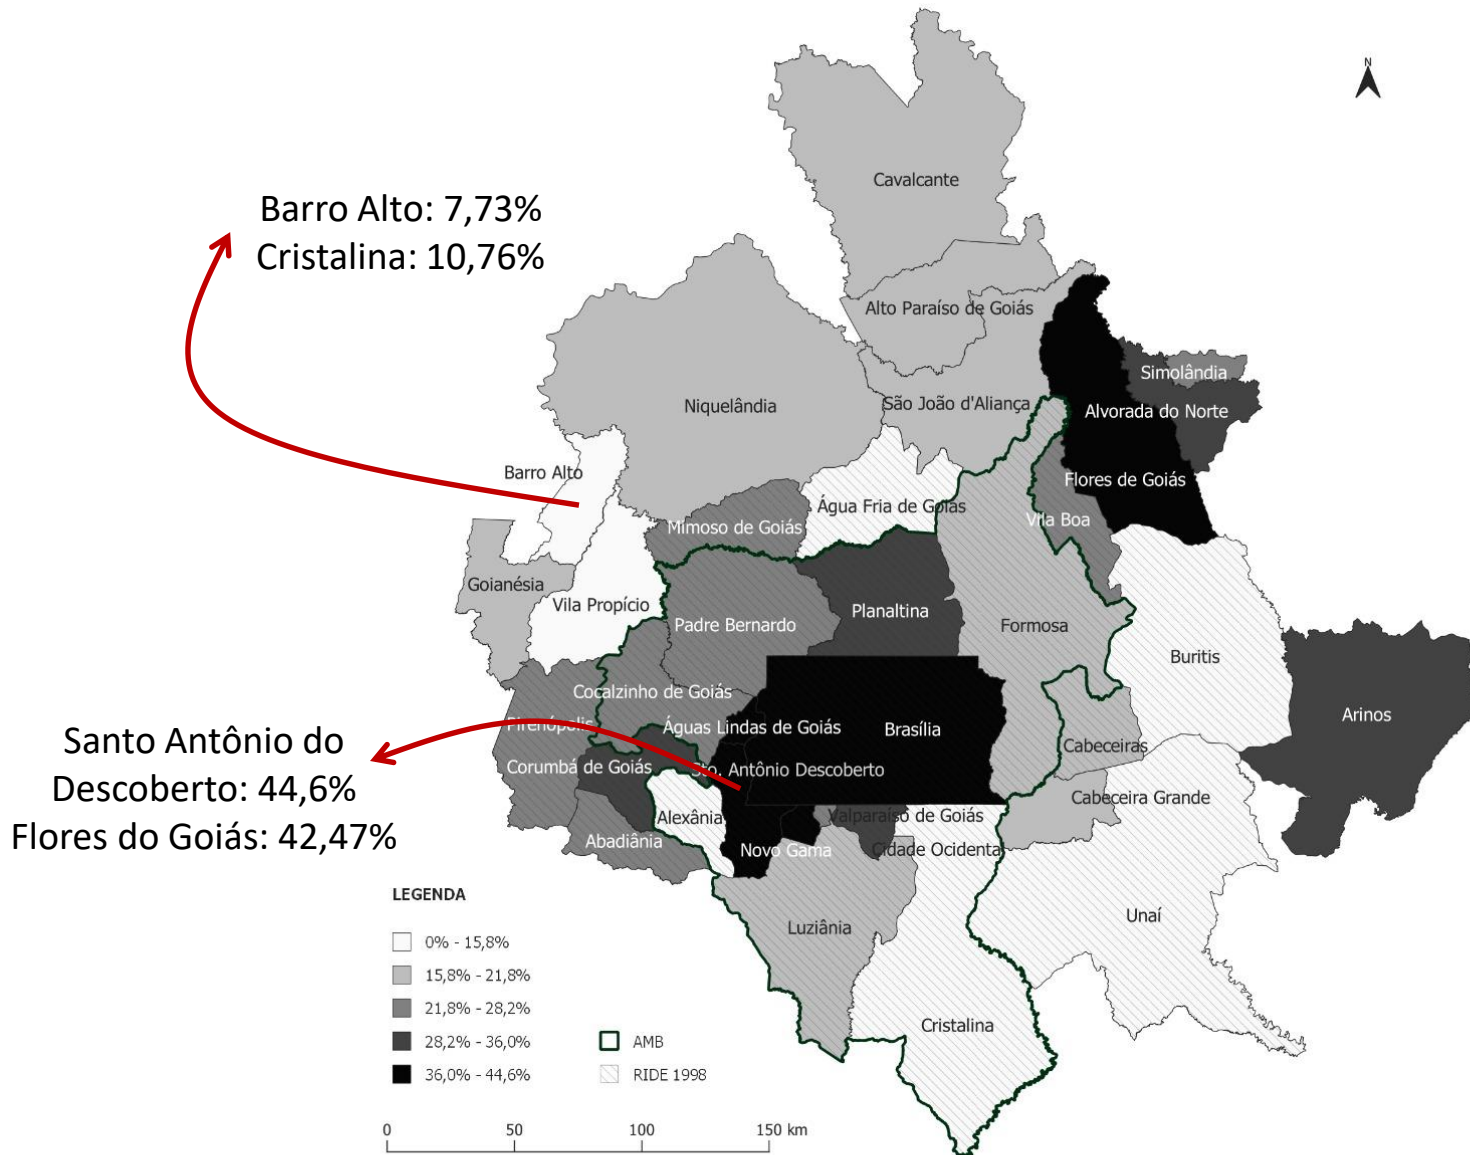 N
Cavalcante
Barro Alto: 7,73%
Cristalina: 10,76%
Alto Paraíso de Goiás
Simolândia
Niquelândia
São João d'Aliança
Alvorada do Norte
Barro Alto
Flores de Goiás
Água Fria de Goiás
Mimoso de Goiás
Vila Boa
Goianésia
Vila Propício
Planaltina
Padre Bernardo
Formosa
Buritis
Cocalzinho de Goiás
Pirenópolis
Águas Lindas de Goiás
Brasília
Arinos
Santo Antônio do
Descoberto: 44,6%
Flores do Goiás: 42,47%
Cabeceiras
Corumbá de Goiás
Sto. Antônio Descoberto
Cabeceira Grande
Alexânia
Valparaíso de Goiás
Abadiânia
Novo Gama
Cidade Ocidenta
LEGENDA
Unaí
Luziânia
0% - 15,8%
15,8% - 21,8%
21,8% - 28,2%
28,2% - 36,0%
36,0% - 44,6%
AMB
RIDE 1998
Cristalina
0 50 100 150 km